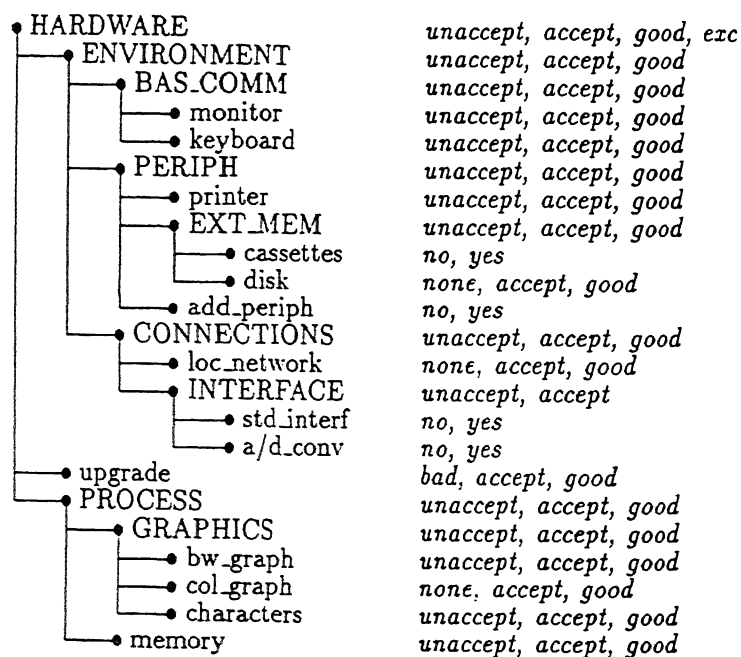 HARDWARE unaccept, accept, good, exc
ENVIRONMENT unaccept, accept, good
BAS_COMM unaccept, accept, good
monitor unaccept, accept, good
keyboard unaccept, accept, good
PERIPH unaccept, accept, good
printer unaccept, accept, good
EXT_MEM unaccept, accept, good
cassettes no, yes
disk none, accept, good
add_periph no, yes
CONNECTIONS unaccept, accept, good
loc_network none, accept, good
INTERFACE unaccept, accept
std_interf no, yes
a/d_conv no, yes
upgrade bad, accept, good
PROCESS unaccept, accept, good
GRAPHICS unaccept, accept, good
bw_graph unaccept, accept, good
col_graph none, accept, good
characters unaccept, accept, good
memory unaccept, accept, good